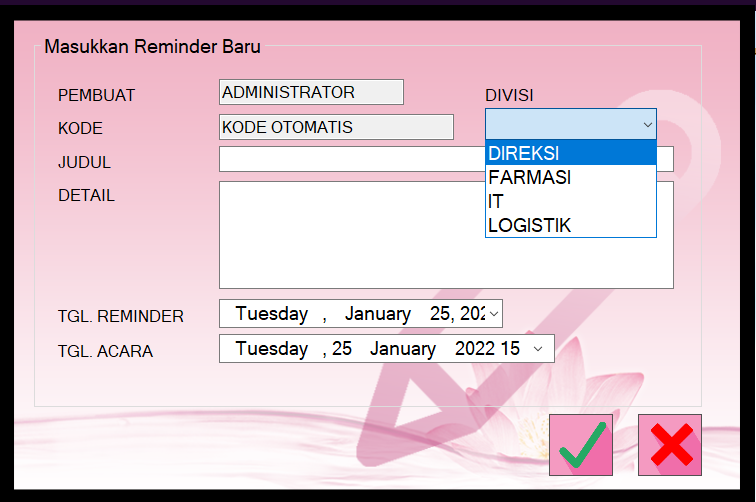 Masukkan Reminder Baru
PEMBUAT ADMINISTRATOR DIVISI
KODE KODE OTOMATIS
JUDUL
DIREKSI
FARMASI
IT
LOGISTIK
DETAIL
TGL. REMINDER Tuesday , January 25, 202
TGL. ACARA Tuesday , 25 January 2022 15